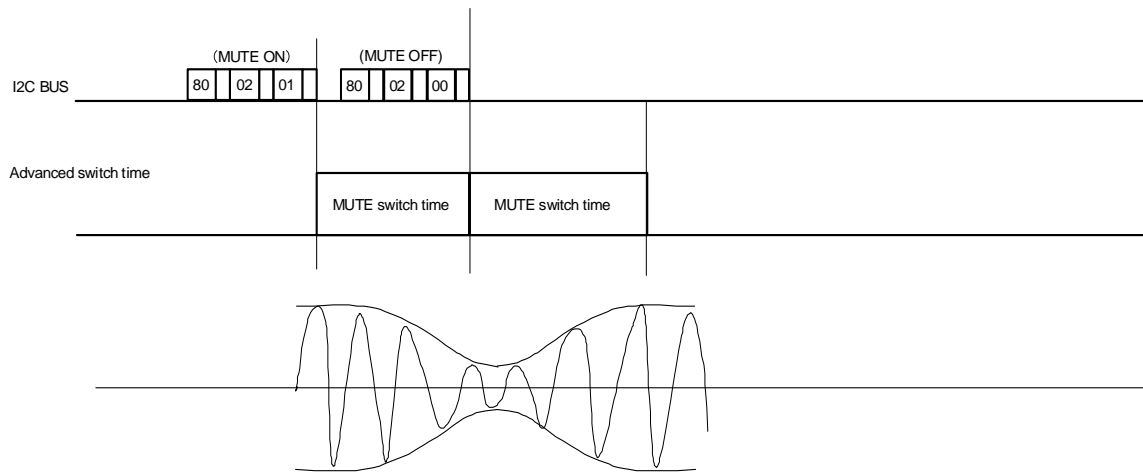 (MUTE ON) (MUTE OFF)
I2C BUS 80 02 01 80 02 00
Advanced switch time
MUTE switch time MUTE switch time